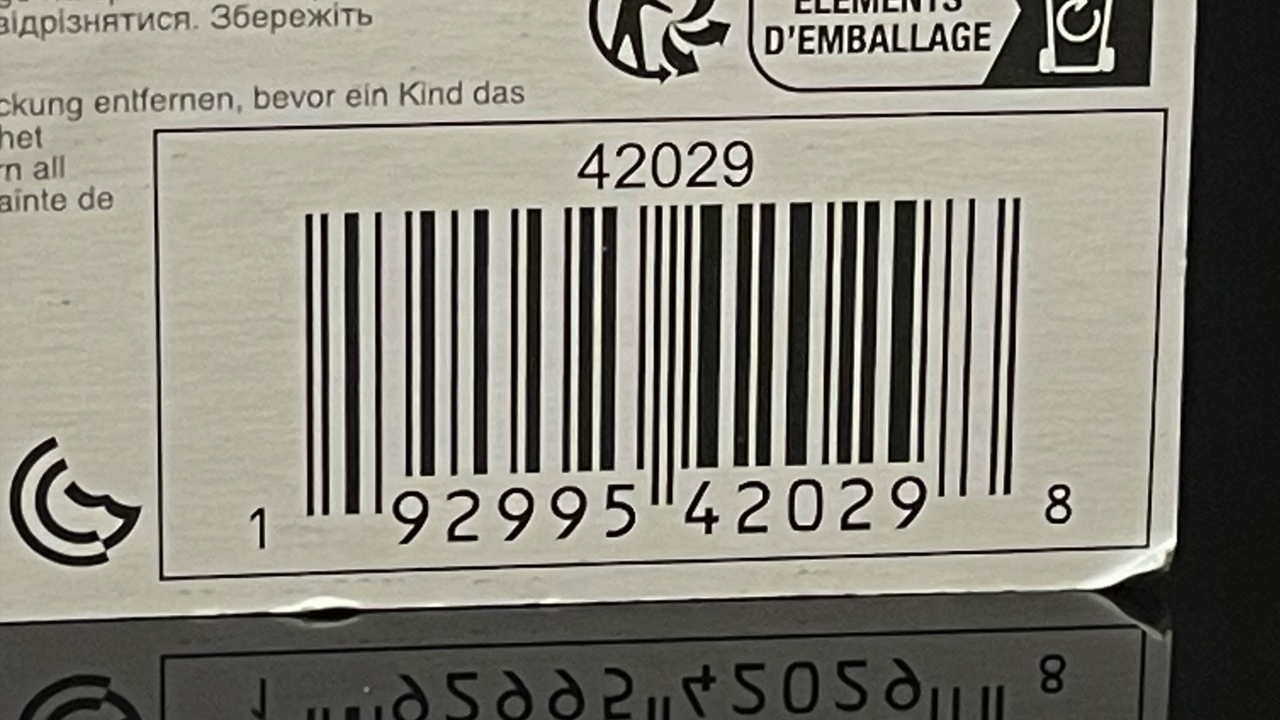 відрізнятися. Збережіть
ÉLÉMENTS
D'EMBALLAGE
ckung entfernen, bevor ein Kind das
het
rn all
ainte de
42029
1 92995 42029 8